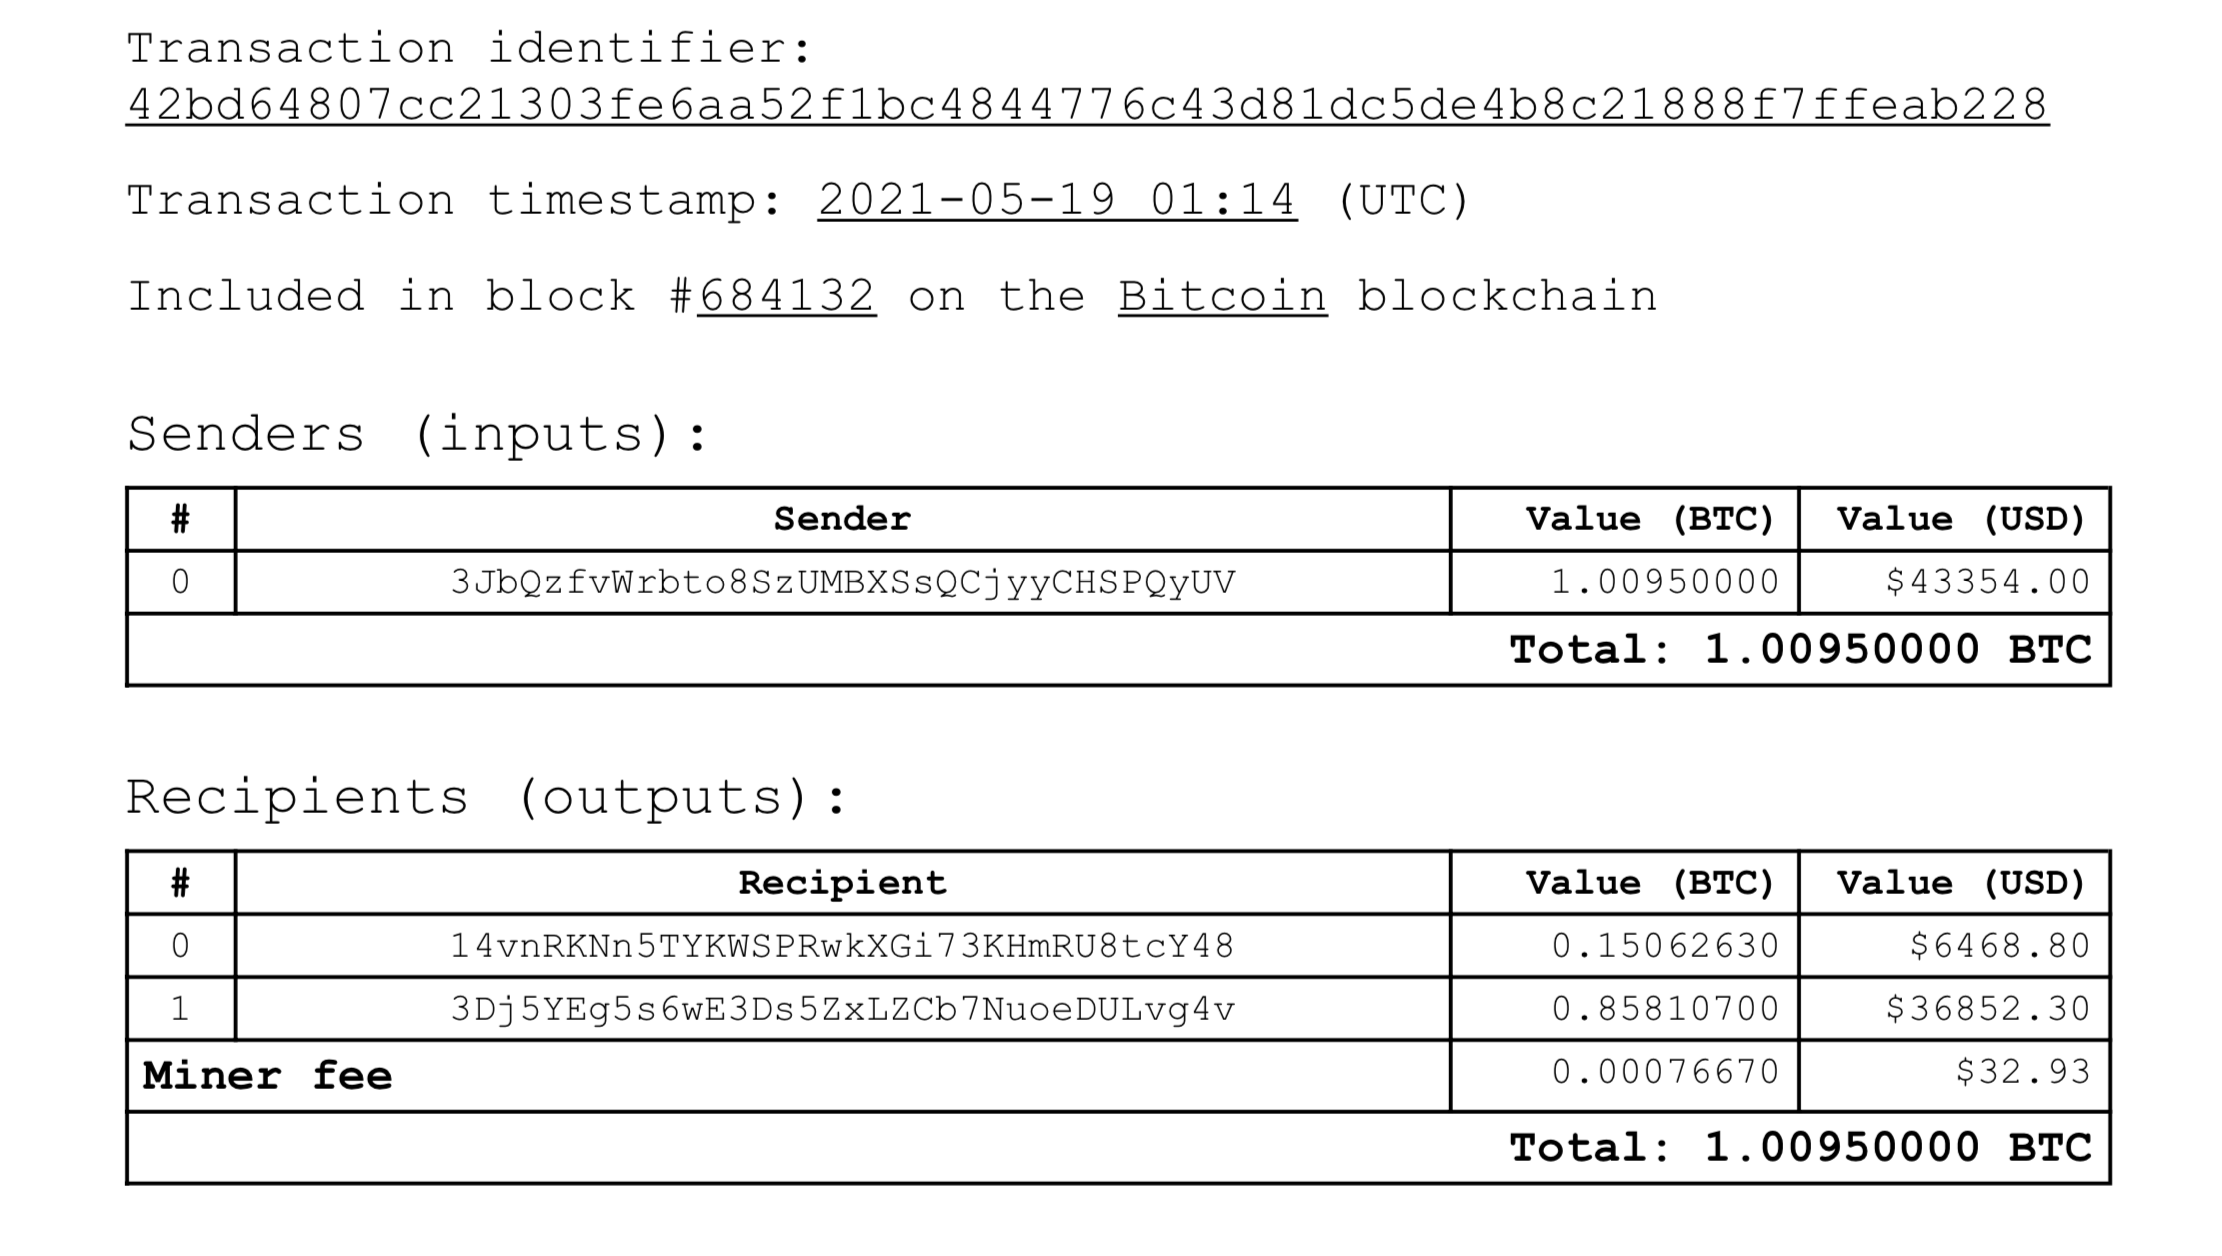 Transaction identifier:
42bd64807cc21303fe6aa52f1bc4844776c43d81dc5de4b8c21888f7ffeab228
Transaction timestamp: 2021-05-19 01:14 (UTC)
Included in block #684132 on the Bitcoin blockchain
Senders (inputs):
# Sender Value (BTC) Value (USD)
0 3JbQzfvWrbto8SzUMBXSsQCjyyCHSPQyUV 1.00950000 $43354.00
Total: 1.00950000 BTC
Recipients (outputs):
# Recipient Value (BTC) Value (USD)
0 14vnRKNn5TYKWSPRwkXGi73KHmRU8tcY48 0.15062630 $6468.80
1 3Dj5YEg5s6wE3Ds5ZxLZCb7NuoeDULvg4v 0.85810700 $36852.30
Miner fee 0.00076670 $32.93
Total: 1.00950000 BTC